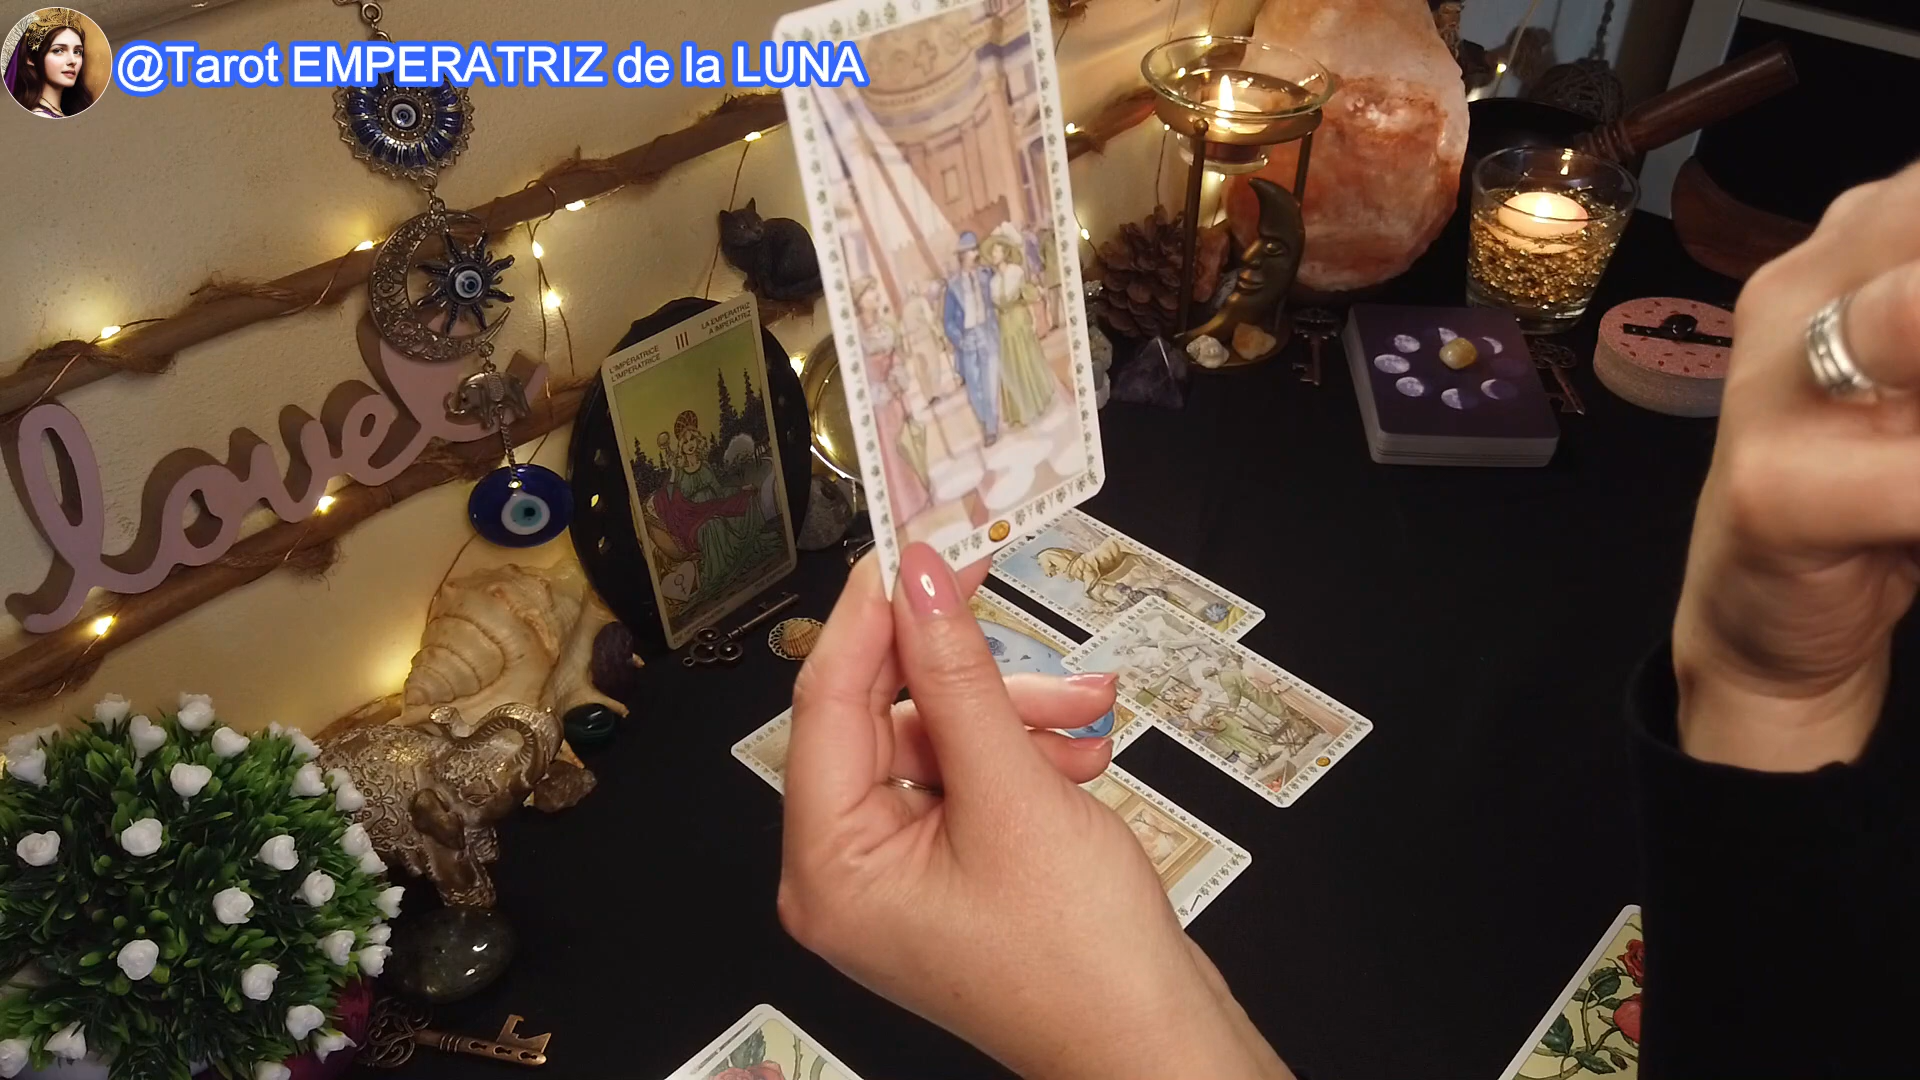 @Tarot EMPERATRIZ de la LUNA
love
III
L'IMPÉRATRICE
L'IMPERATRICE
LA EMPERATRIZ
A IMPERATRIZ